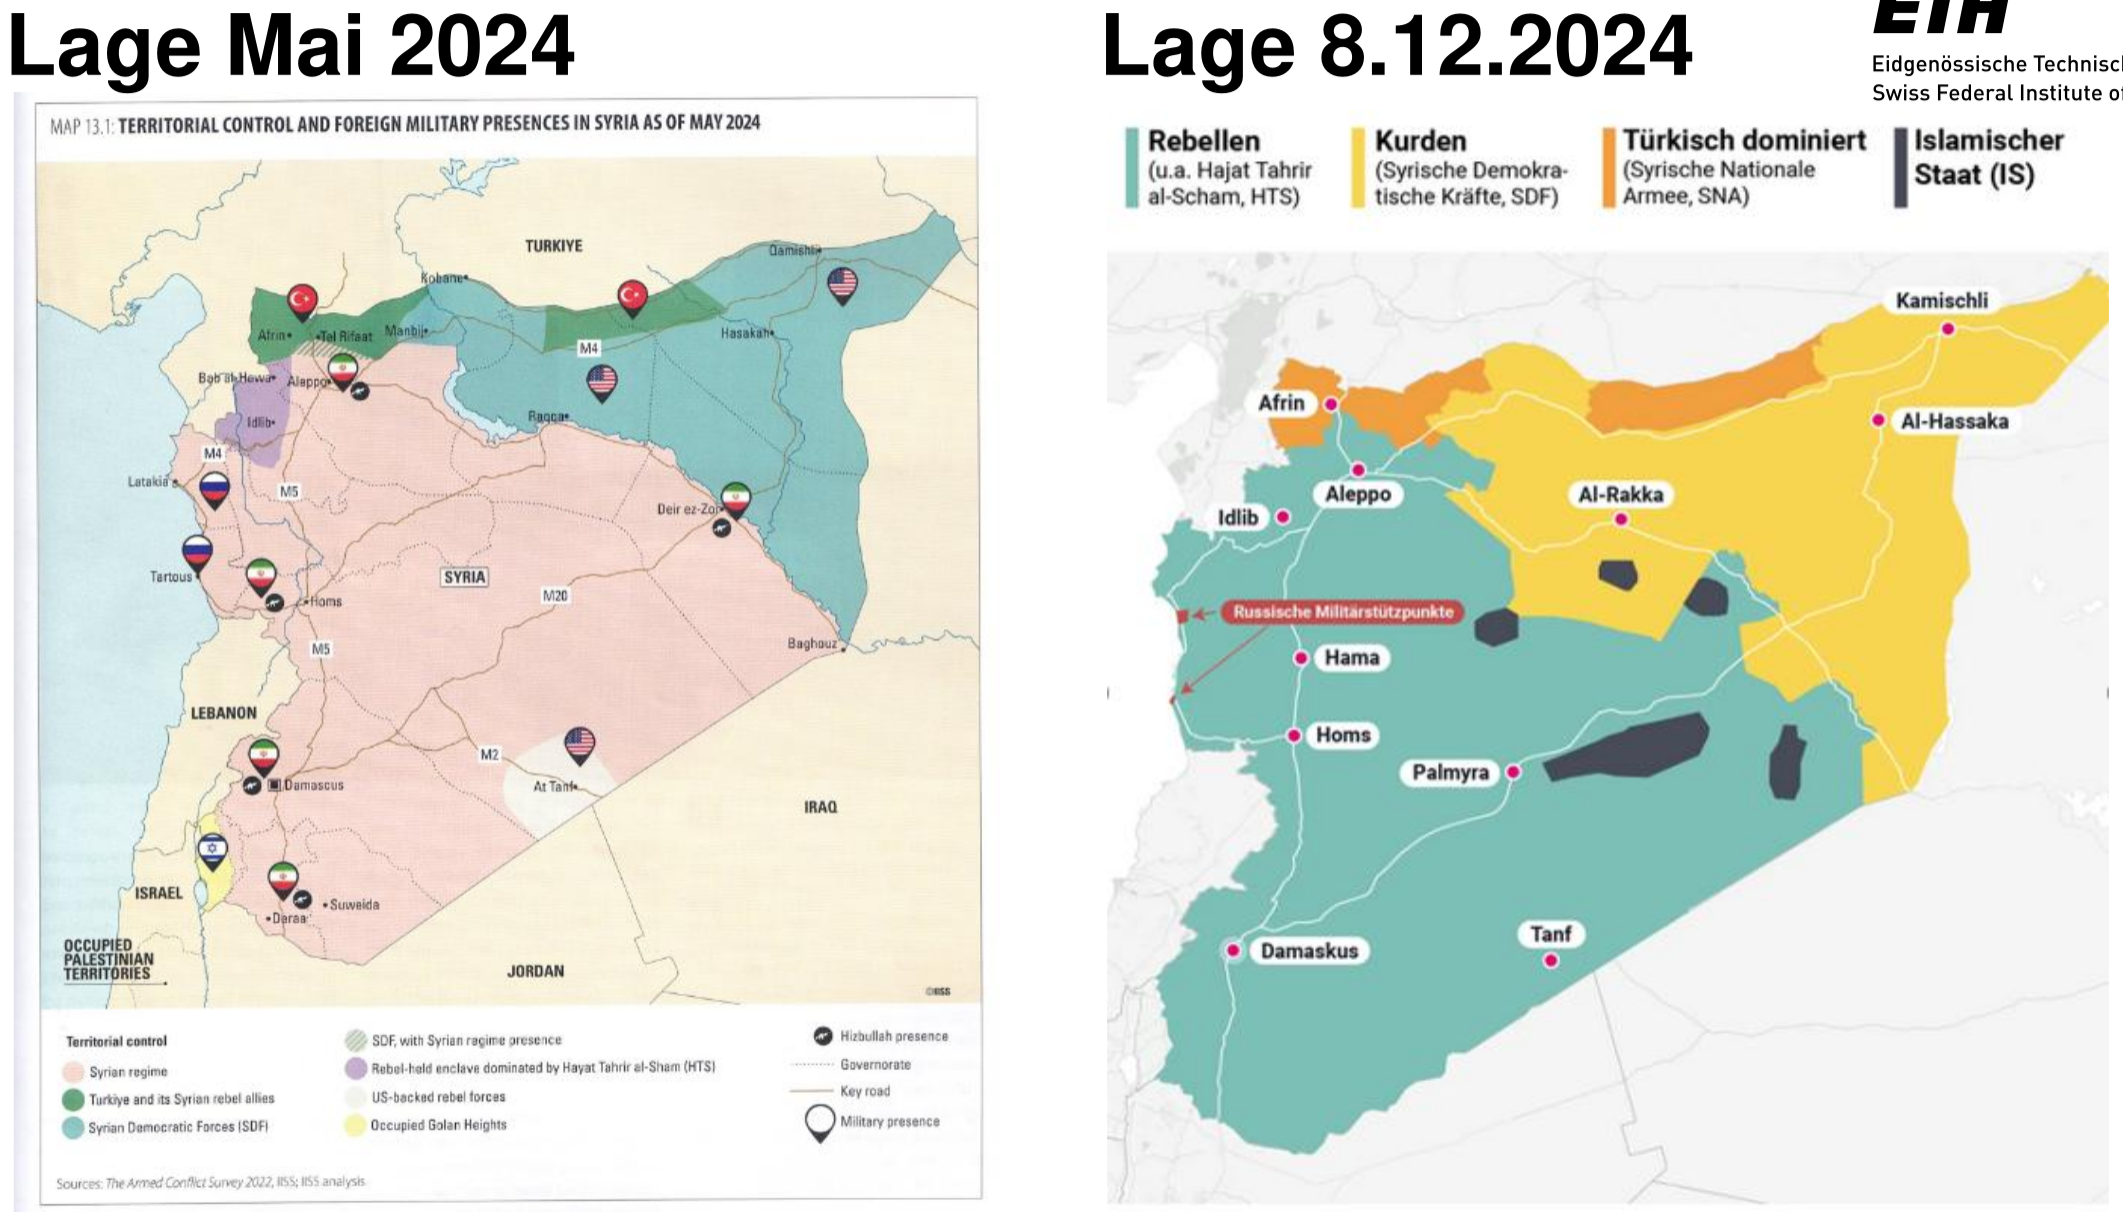 Lage Mai 2024
MAP 13.1: TERRITORIAL CONTROL AND FOREIGN MILITARY PRESENCES IN SYRIA AS OF MAY 2024
TURKIYE
Qamishli
Kobane
Afrin
Tel Rifaat
Manbij
Hasakah
M4
Bab al-Hawa
Aleppo
Raqqa
Idlib
M4
Latakia
M5
Deir ez-Zor
Tartous
SYRIA
M20
Homs
M5
Baghouz
LEBANON
M2
At Tanf
Damascus
IRAQ
ISRAEL
Suweida
Deraa
OCCUPIED
PALESTINIAN
TERRITORIES
JORDAN
©IISS
Territorial control
Syrian regime
Turkiye and its Syrian rebel allies
Syrian Democratic Forces (SDF)
SDF, with Syrian regime presence
Rebel-held enclave dominated by Hayat Tahrir al-Sham (HTS)
US-backed rebel forces
Occupied Golan Heights
Hizbullah presence
Governorate
Key road
Military presence
Sources: The Armed Conflict Survey 2022, IISS; IISS analysis
Lage 8.12.2024
ETH
Eidgenössische Technisch
Swiss Federal Institute of
Rebellen
(u.a. Hajat Tahrir
al-Scham, HTS)
Kurden
(Syrische Demokra-
tische Kräfte, SDF)
Türkisch dominiert
(Syrische Nationale
Armee, SNA)
Islamischer
Staat (IS)
Kamischli
Afrin
Al-Hassaka
Aleppo
Al-Rakka
Idlib
Russische Militärstützpunkte
Hama
Homs
Palmyra
Tanf
Damaskus